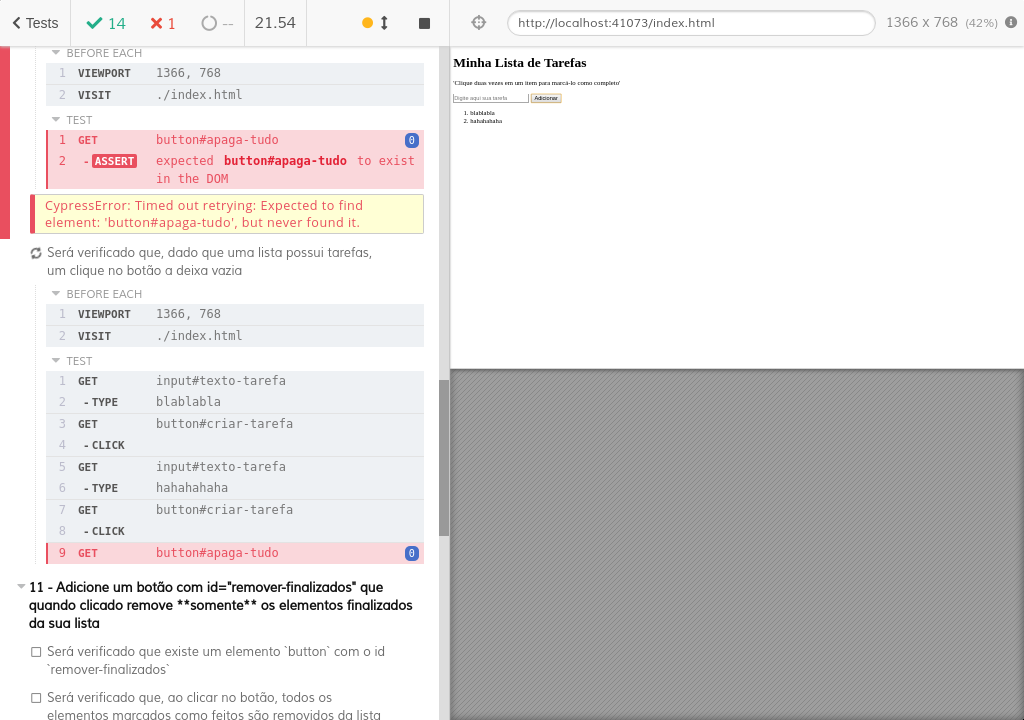 Tests 14 1 -- 21.54 http://localhost:41073/index.html 1366 x 768 (42%)
BEFORE EACH
1 VIEWPORT 1366, 768
2 VISIT ./index.html
TEST
1 GET button#apaga-tudo 0
2 -ASSERT expected button#apaga-tudo to exist
in the DOM
CypressError: Timed out retrying: Expected to find
element: 'button#apaga-tudo', but never found it.
Será verificado que, dado que uma lista possui tarefas,
um clique no botão a deixa vazia
BEFORE EACH
1 VIEWPORT 1366, 768
2 VISIT ./index.html
TEST
1 GET input#texto-tarefa
2 -TYPE blablabla
3 GET button#criar-tarefa
4 -CLICK
5 GET input#texto-tarefa
6 -TYPE hahahahaha
7 GET button#criar-tarefa
8 -CLICK
9 GET button#apaga-tudo 0
11 - Adicione um botão com id="remover-finalizados" que
quando clicado remove **somente** os elementos finalizados
da sua lista
Será verificado que existe um elemento `button` com o id
`remover-finalizados`
Será verificado que, ao clicar no botão, todos os
elementos marcados como feitos são removidos da lista
Minha Lista de Tarefas
'Clique duas vezes em um item para marcá-lo como completo'
Digite aqui sua tarefa Adicionar
1. blablabla
2. hahahahaha